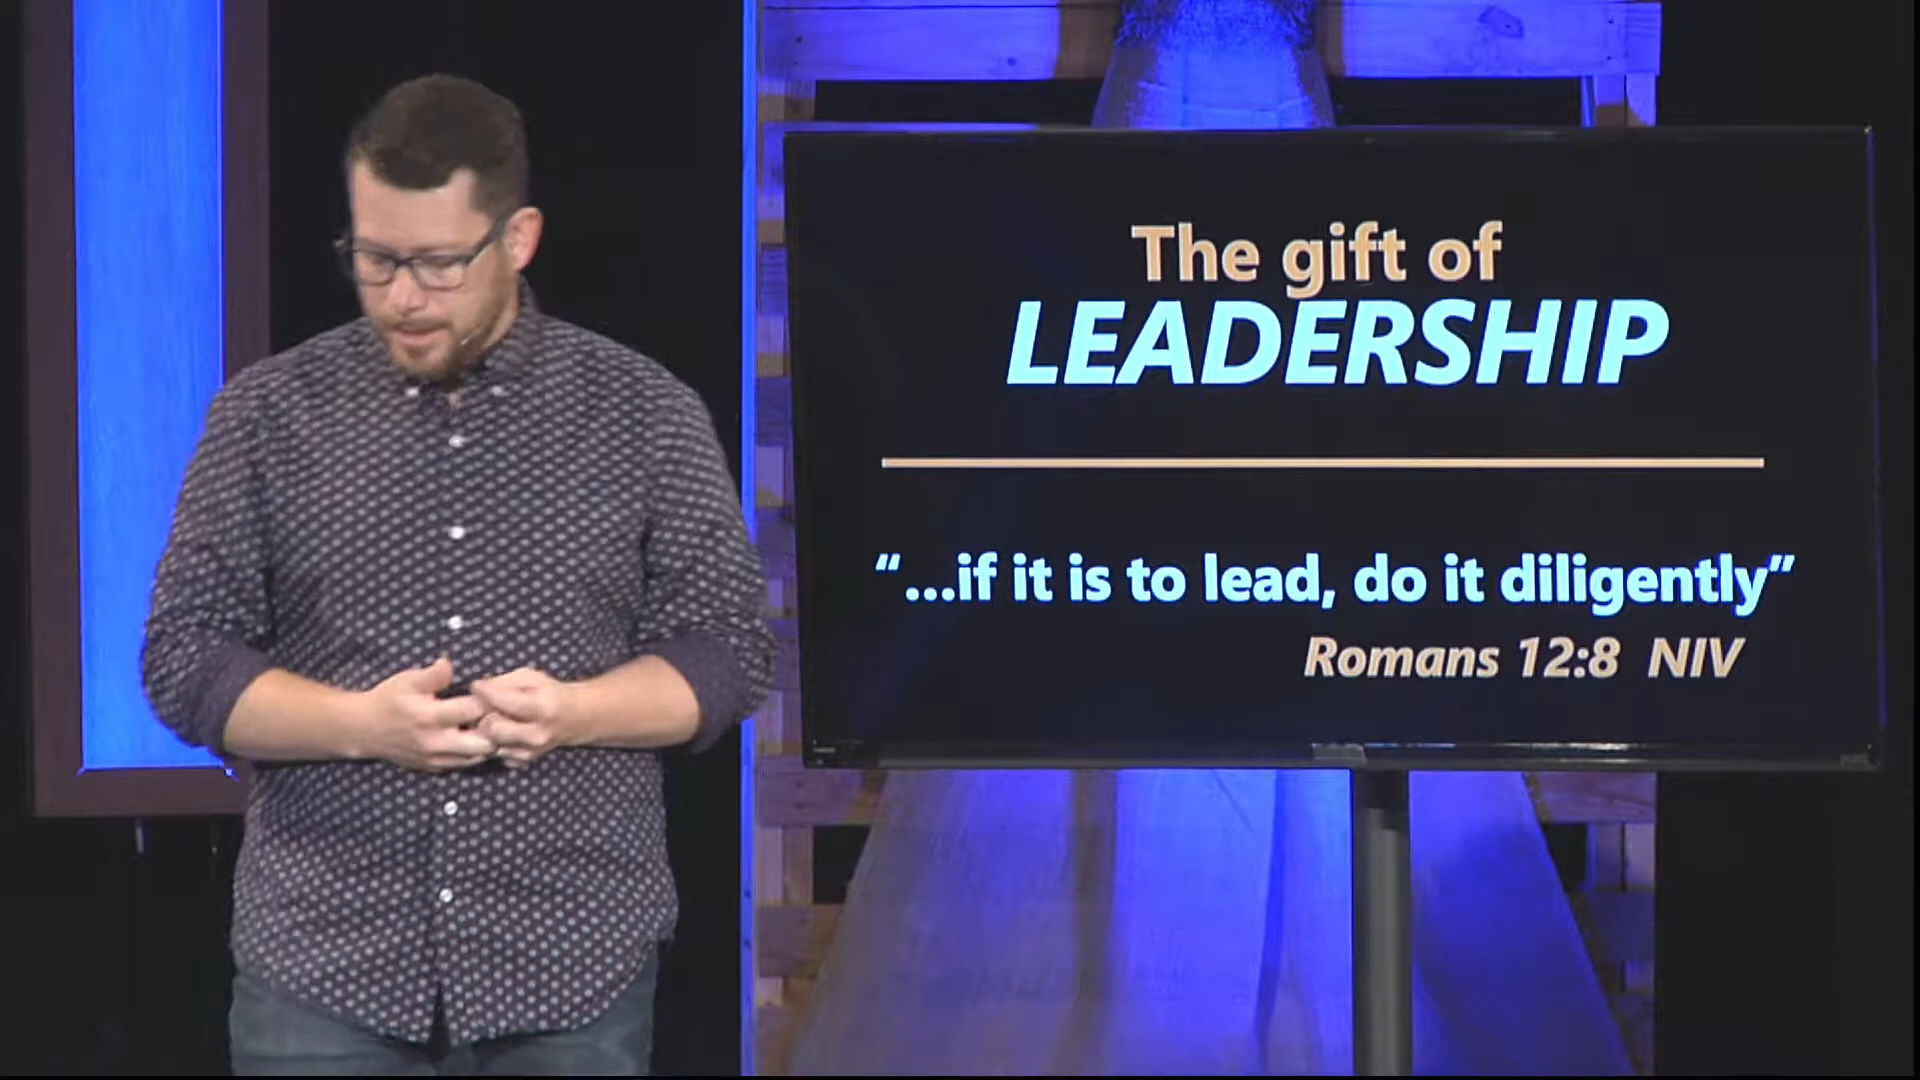 The gift of
LEADERSHIP
“...if it is to lead, do it diligently”
Romans 12:8 NIV